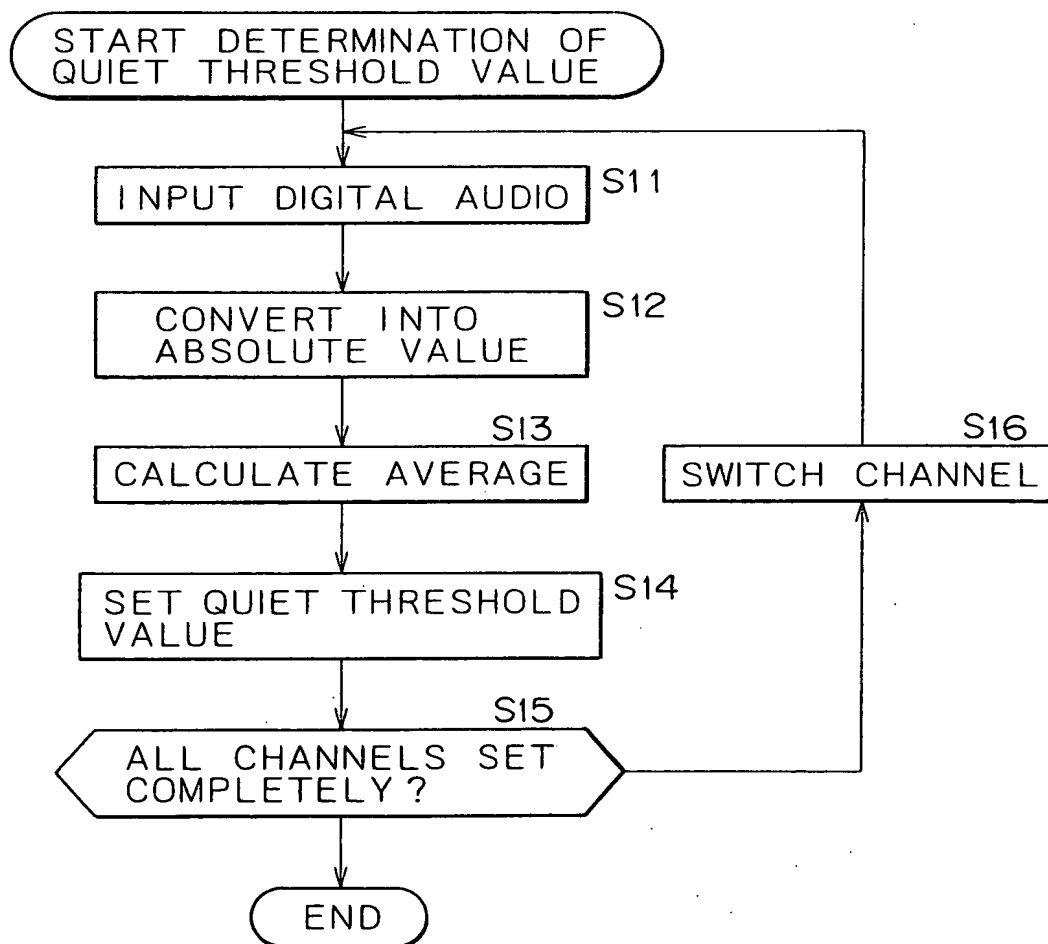 START DETERMINATION OF
QUIET THRESHOLD VALUE
INPUT DIGITAL AUDIO
S11
CONVERT INTO
ABSOLUTE VALUE
S12
S13
CALCULATE AVERAGE
S16
SWITCH CHANNEL
SET QUIET THRESHOLD
VALUE
S14
S15
ALL CHANNELS SET
COMPLETELY?
END